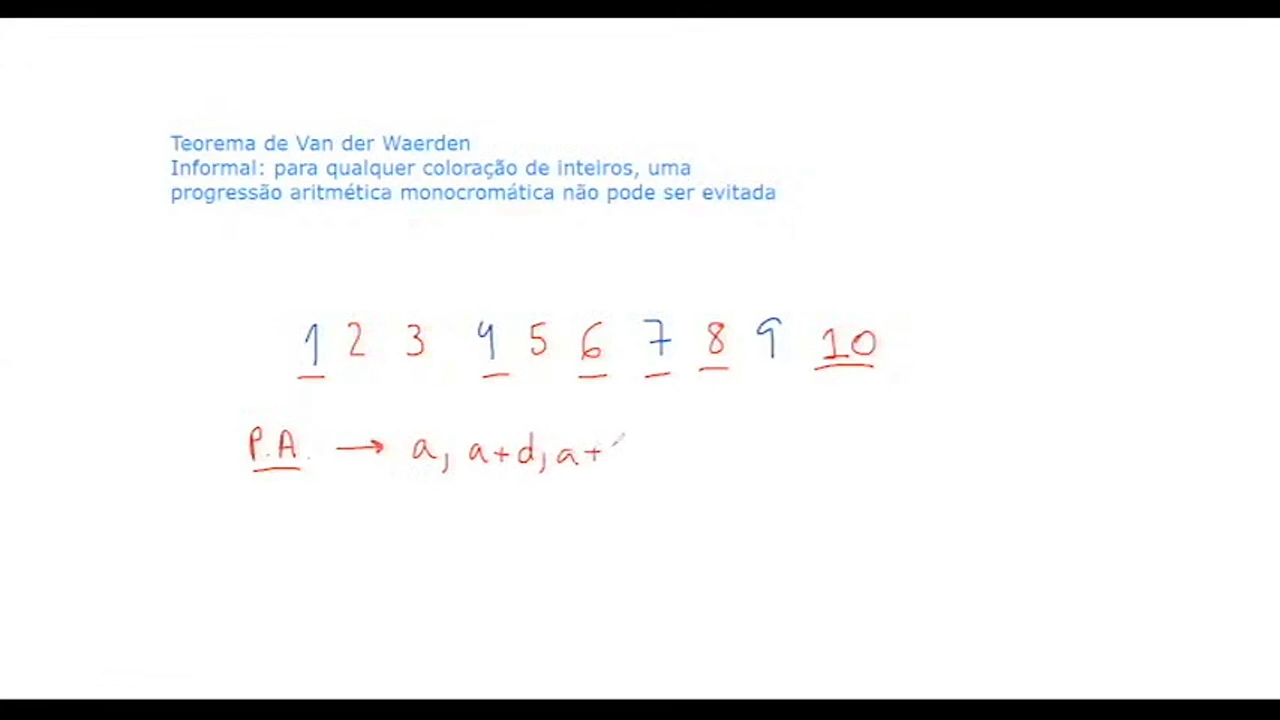 Teorema de Van der Waerden
Informal: para qualquer coloração de inteiros, uma
progressão aritmética monocromática não pode ser evitada
1 2 3 4 5 6 7 8 9 10
P.A. → a, a+d, a+